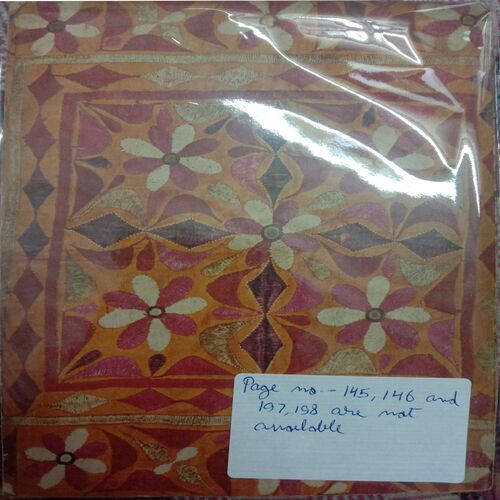 Page no - 145, 146 and
197, 198 are not
available